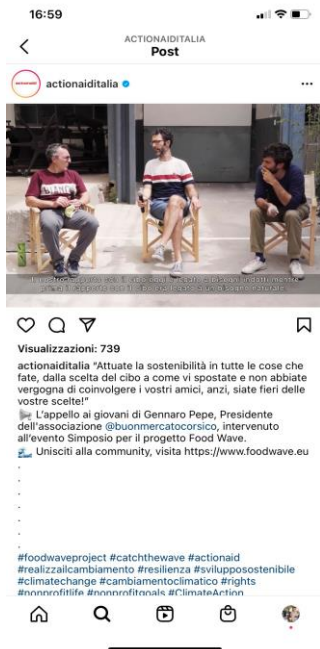 16:59
ACTIONAIDITALIA
Post
actionaiditalia
Visualizzazioni: 739
actionaiditalia "Attuate la sostenibilità in tutte le cose che
fate, dalla scelta del cibo a come vi spostate e non abbiate
vergogna di coinvolgere i vostri amici, anzi, siate fieri delle
vostre scelte!"
L'appello ai giovani di Gennaro Pepe, Presidente
dell'associazione @buonmercatocorsico, intervenuto
all'evento Simposio per il progetto Food Wave.
Unisciti alla community, visita https://www.foodwave.eu
.
.
.
.
.
.
#foodwaveproject #catchthewave #actionaid
#realizzailcambiamento #resilienza #svilupposostenibile
#climatechange #cambiamentoclimatico #rights
#nonprofitlife #nonprofitgoals #ClimateAction